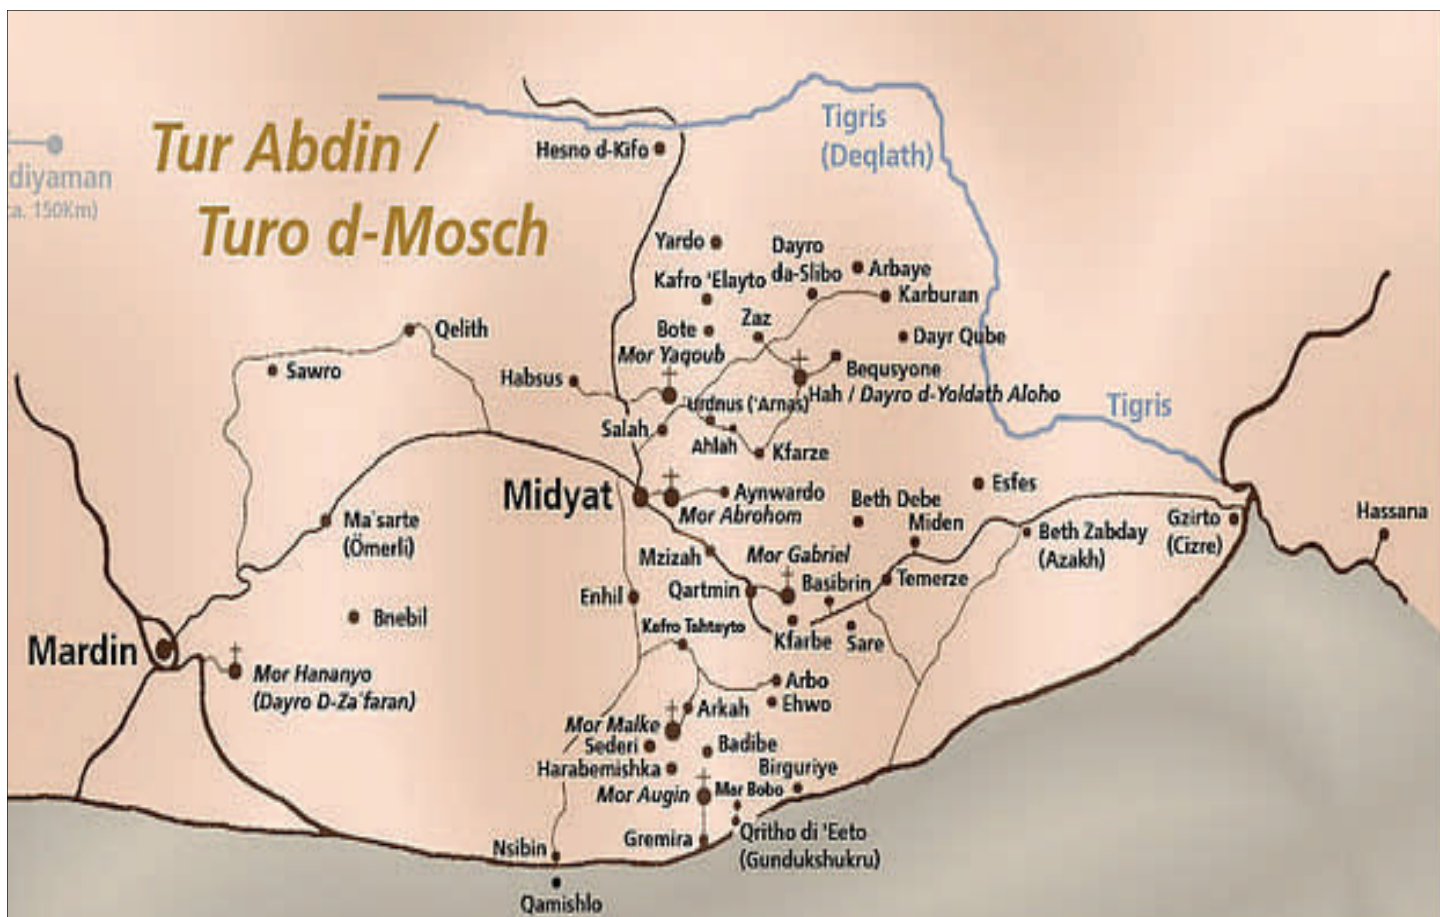 Tur Abdin /
Turo d-Mosch
diyaman
ca. 150Km)
Tigris
(Deqlath)
Hesno d-Kifo
Yardo
Dayro
da-Slibo
Arbaye
Kafro 'Elayto
Karburan
Zaz
Bote
Dayr Qube
Qelith
Mor Yaqoub
Bequsyone
Sawro
Habsus
Hah / Dayro d-Yoldath Aloho
Urdnus ('Arnas)
Tigris
Salah
Ahlah
Kfarze
Midyat
Aynwardo
Mor Abrohom
Esfes
Beth Debe
Miden
Beth Zabday
(Azakh)
Gzirto
(Cizre)
Hassana
Ma'sarte
(Ömerli)
Mzizah
Mor Gabriel
Qartmin
Basibrin
Temerze
Enhil
Bnebil
Kafro Tahtayto
Kfarbe
Sare
Mardin
Mor Hananyo
(Dayro D-Za'faran)
Arbo
Ehwo
Arkah
Mor Malke
Sederi
Badibe
Harabemishka
Birguriye
Mor Augin
Mor Bobo
Gremira
Qritho di 'Eeto
(Gundukshukru)
Nsibin
Qamishlo